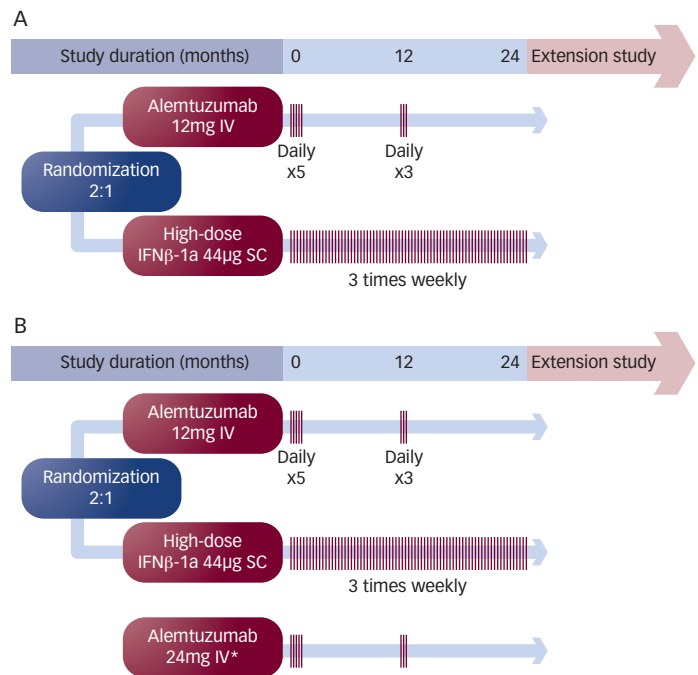 A
Study duration (months) 0 12 24 Extension study
Alemtuzumab
12mg IV
Daily
x5
Daily
x3
Randomization
2:1
High-dose
IFNβ-1a 44µg SC
3 times weekly
B
Study duration (months) 0 12 24 Extension study
Alemtuzumab
12mg IV
Daily
x5
Daily
x3
Randomization
2:1
High-dose
IFNβ-1a 44µg SC
3 times weekly
Alemtuzumab
24mg IV*